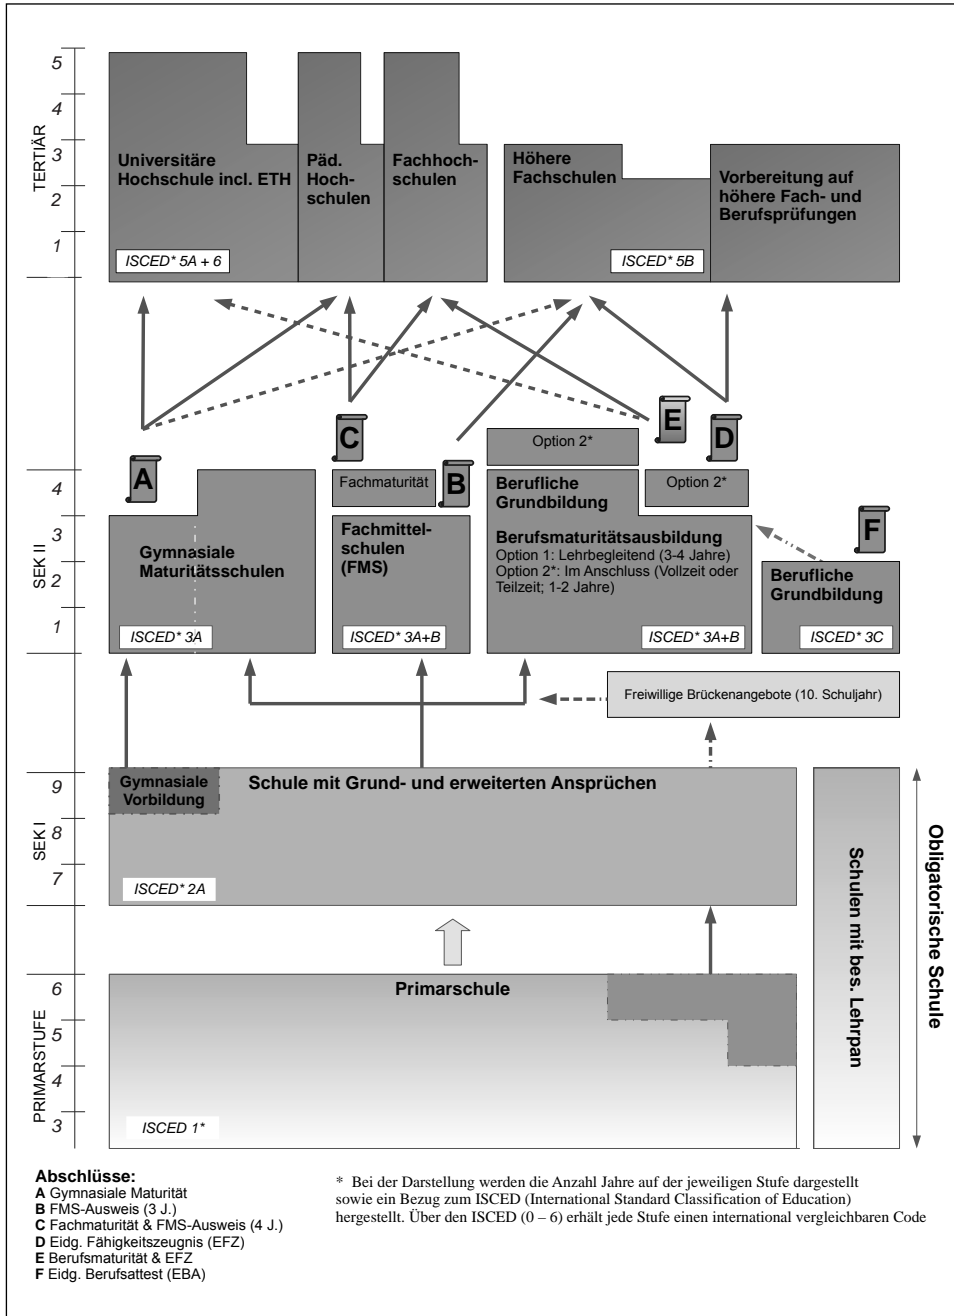 5
4
3
2
1
TERTIÄR
Universitäre
Hochschule incl. ETH
ISCED* 5A + 6
Päd.
Hoch-
schulen
Fachhoch-
schulen
Höhere
Fachschulen
ISCED* 5B
Vorbereitung auf
höhere Fach- und
Berufsprüfungen
A
C
B
E
D
F
4
3
2
1
SEK II
Gymnasiale
Maturitätsschulen
ISCED* 3A
Fachmaturität
Fachmittel-
schulen
(FMS)
ISCED* 3A+B
Option 2*
Berufliche
Grundbildung
Option 2*
Berufsmaturitätsausbildung
Option 1: Lehrbegleitend (3-4 Jahre)
Option 2*: Im Anschluss (Vollzeit oder
Teilzeit; 1-2 Jahre)
ISCED* 3A+B
Berufliche
Grundbildung
ISCED* 3C
Freiwillige Brückenangebote (10. Schuljahr)
9
8
7
SEK I
Gymnasiale
Vorbildung
Schule mit Grund- und erweiterten Ansprüchen
ISCED* 2A
6
5
4
3
PRIMARSTUFE
Primarschule
ISCED 1*
Schulen mit bes. Lehrpan
Obligatorische Schule
Abschlüsse:
A Gymnasiale Maturität
B FMS-Ausweis (3 J.)
C Fachmaturität & FMS-Ausweis (4 J.)
D Eidg. Fähigkeitszeugnis (EFZ)
E Berufsmaturität & EFZ
F Eidg. Berufsattest (EBA)
* Bei der Darstellung werden die Anzahl Jahre auf der jeweiligen Stufe dargestellt
sowie ein Bezug zum ISCED (International Standard Classification of Education)
hergestellt. Über den ISCED (0 – 6) erhält jede Stufe einen international vergleichbaren Code